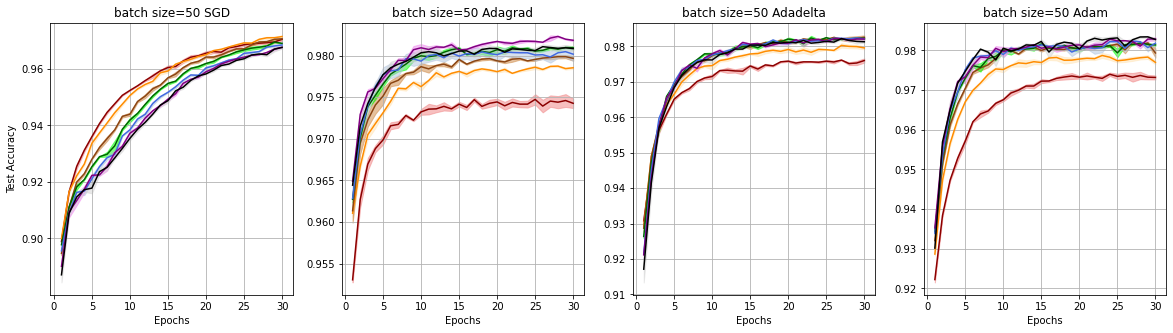 batch size=50 SGD
Test Accuracy
0.96
0.94
0.92
0.90
0 5 10 15 20 25 30
Epochs
batch size=50 Adagrad
0.980
0.975
0.970
0.965
0.960
0.955
0 5 10 15 20 25 30
Epochs
batch size=50 Adadelta
0.98
0.97
0.96
0.95
0.94
0.93
0.92
0.91
0 5 10 15 20 25 30
Epochs
batch size=50 Adam
0.98
0.97
0.96
0.95
0.94
0.93
0.92
0 5 10 15 20 25 30
Epochs